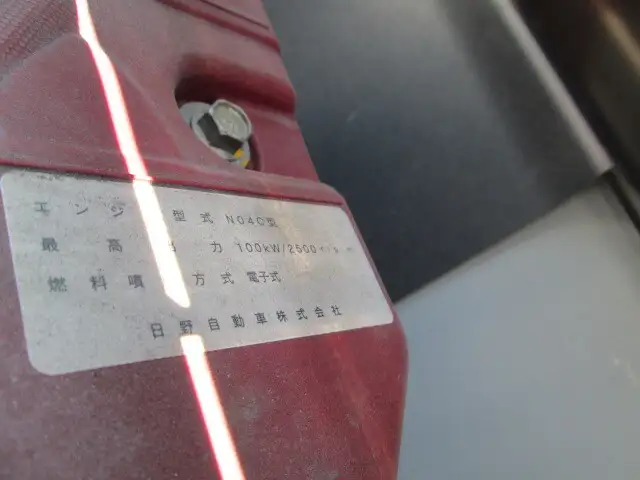 エンジ 型式 N04C型
最高 力 100kW/2500
燃料噴 方式 電子式
日野自動車株式会社